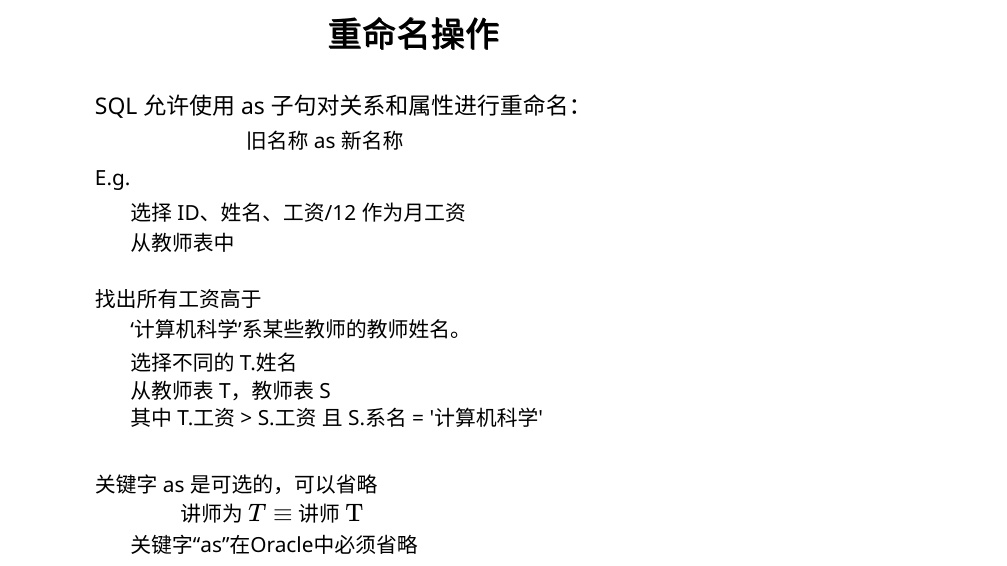 重命名操作
SQL 允许使用 as 子句对关系和属性进行重命名：
旧名称 as 新名称
E.g.
选择 ID、姓名、工资/12 作为月工资
从教师表中
找出所有工资高于
‘计算机科学’系某些教师的教师姓名。
选择不同的 T.姓名
从教师表 T，教师表 S
其中 T.工资 > S.工资 且 S.系名 = '计算机科学'
关键字 as 是可选的，可以省略
讲师为 T ≡ 讲师 T
关键字“as”在Oracle中必须省略